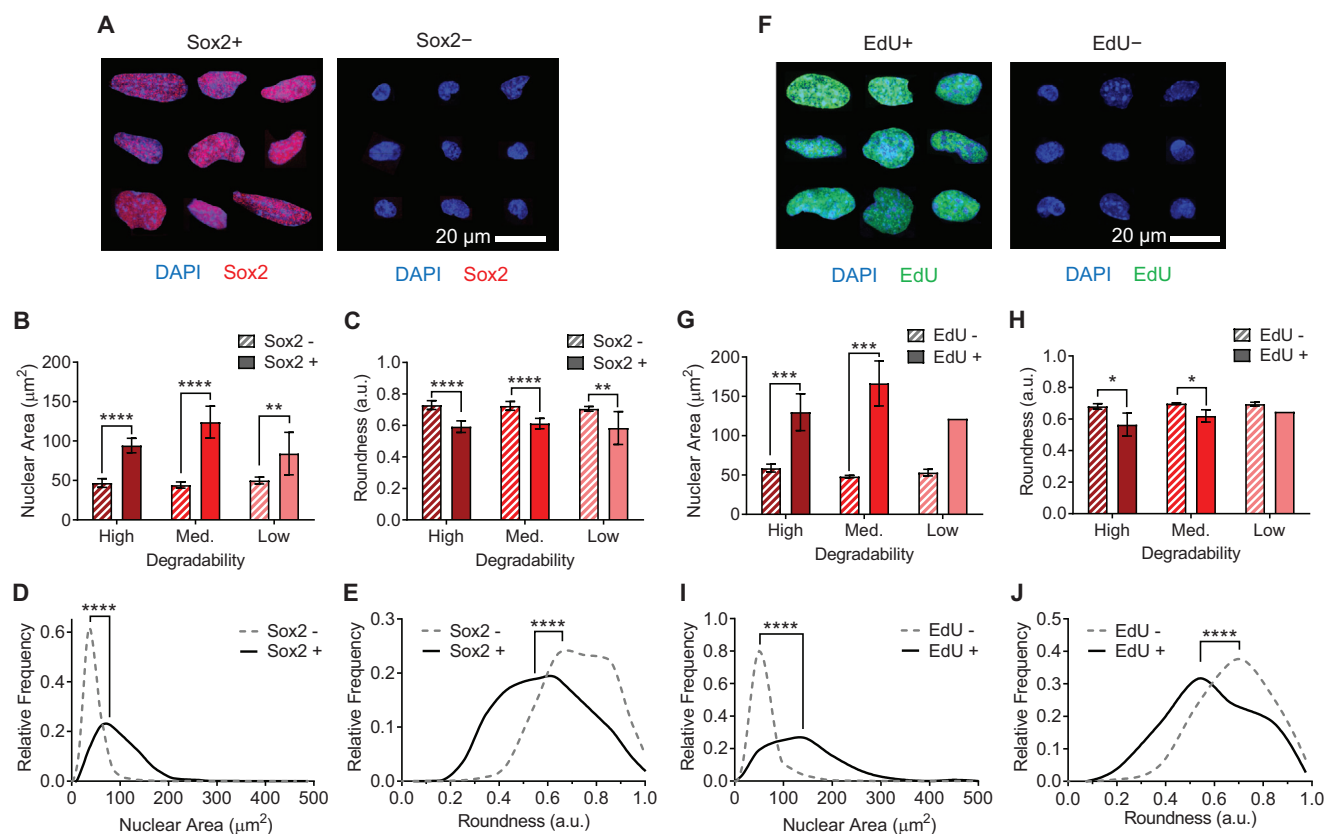 A
Sox2+
Sox2−
20 μm
DAPI Sox2
DAPI Sox2
F
EdU+
EdU−
20 μm
DAPI EdU
DAPI EdU
B
Sox2 -
Sox2 +
Nuclear Area (μm²)
200
150
100
50
0
****
****
**
High Med. Low
Degradability
C
Sox2 -
Sox2 +
Roundness (a.u.)
1.0
0.8
0.6
0.4
0.2
0.0
****
****
**
High Med. Low
Degradability
G
EdU -
EdU +
Nuclear Area (μm²)
200
150
100
50
0
***
***
High Med. Low
Degradability
H
EdU -
EdU +
Roundness (a.u.)
1.0
0.8
0.6
0.4
0.2
0.0
*
*
High Med. Low
Degradability
D
****
Sox2 -
Sox2 +
Relative Frequency
0.6
0.4
0.2
0.0
0 100 200 300 400 500
Nuclear Area (μm²)
E
****
Sox2 -
Sox2 +
Relative Frequency
0.3
0.2
0.1
0.0
0.0 0.2 0.4 0.6 0.8 1.0
Roundness (a.u.)
I
****
EdU -
EdU +
Relative Frequency
1.0
0.8
0.6
0.4
0.2
0.0
0 100 200 300 400 500
Nuclear Area (μm²)
J
****
EdU -
EdU +
Relative Frequency
0.5
0.4
0.3
0.2
0.1
0.0
0.0 0.2 0.4 0.6 0.8 1.0
Roundness (a.u.)